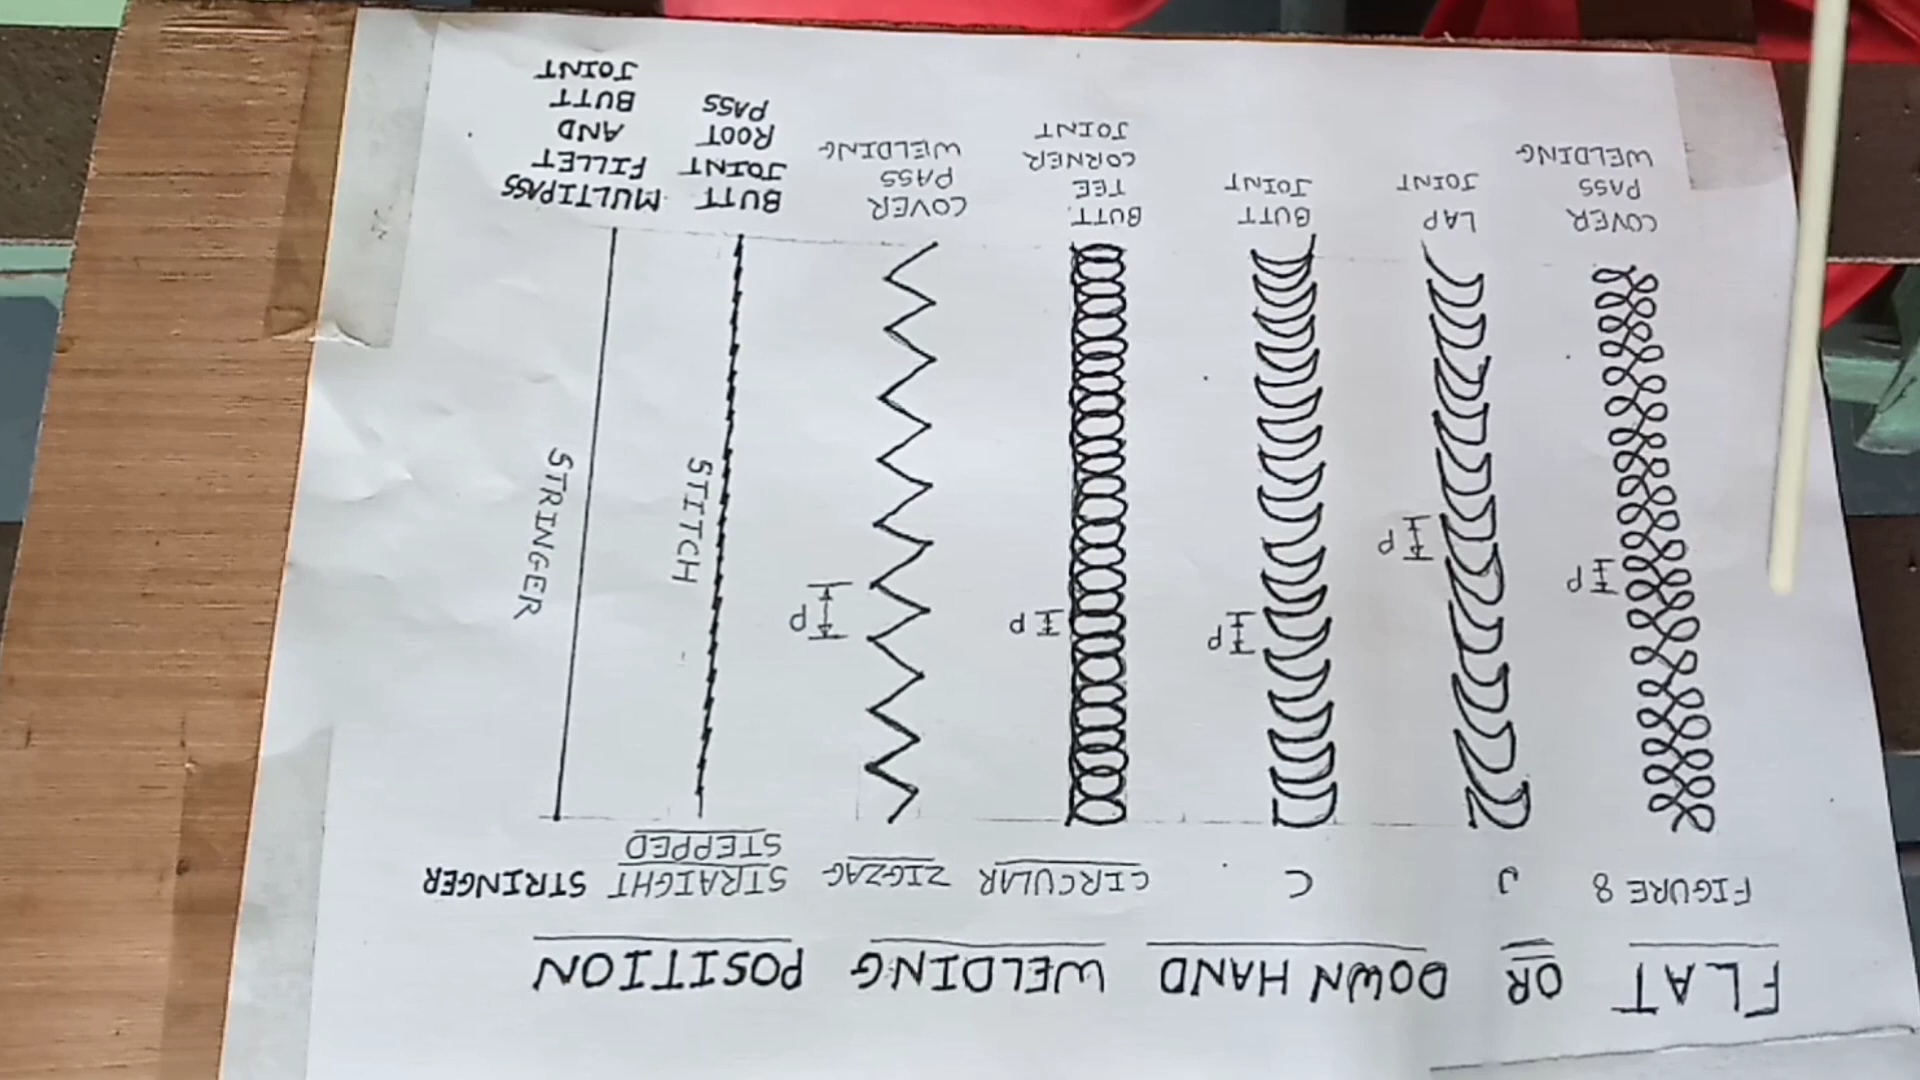 FLAT OR DOWN HAND WELDING POSITION
FIGURE 8
J
C
CIRCULAR
ZIGZAG
STRAIGHT
STEPPED
STRINGER
P
P
P
P
P
STITCH
STRINGER
COVER
PASS
WELDING
LAP
JOINT
BUTT
JOINT
BUTT
TEE
CORNER
JOINT
COVER
PASS
WELDING
BUTT
JOINT
ROOT
PASS
MULTIPASS
FILLET
AND
BUTT
JOINT